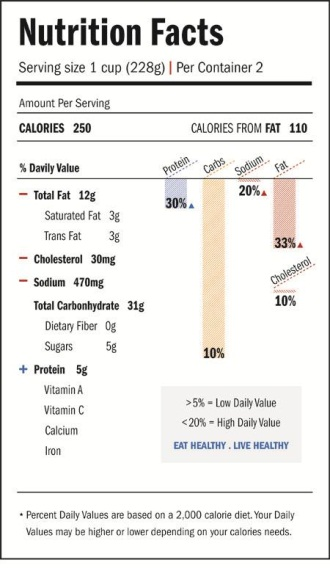 Nutrition Facts
Serving size 1 cup (228g) | Per Container 2
Amount Per Serving
CALORIES 250 CALORIES FROM FAT 110
% Davily Value
Protein Carbs Sodium Fat
Total Fat 12g
Saturated Fat 3g
Trans Fat 3g
Cholesterol 30mg
Sodium 470mg
Total Carbonhydrate 31g
Dietary Fiber 0g
Sugars 5g
+ Protein 5g
Vitamin A
Vitamin C
Calcium
Iron
30%▲
20%▲
33%▲
Cholesterol
10%
10%
>5% = Low Daily Value
<20% = High Daily Value
EAT HEALTHY . LIVE HEALTHY
• Percent Daily Values are based on a 2,000 calorie diet. Your Daily
Values may be higher or lower depending on your calories needs.